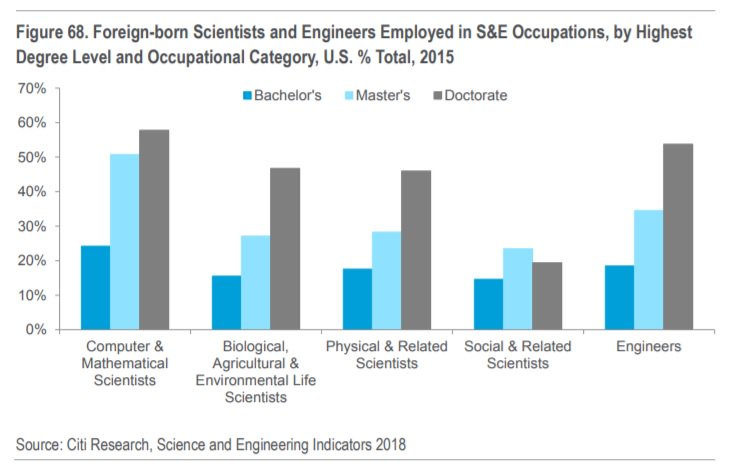 Figure 68. Foreign-born Scientists and Engineers Employed in S&E Occupations, by Highest
Degree Level and Occupational Category, U.S. % Total, 2015
70%
Bachelor's Master's Doctorate
60%
50%
40%
30%
20%
10%
0%
Computer &
Mathematical
Scientists
Biological,
Agricultural &
Environmental Life
Scientists
Physical & Related
Scientists
Social & Related
Scientists
Engineers
Source: Citi Research, Science and Engineering Indicators 2018